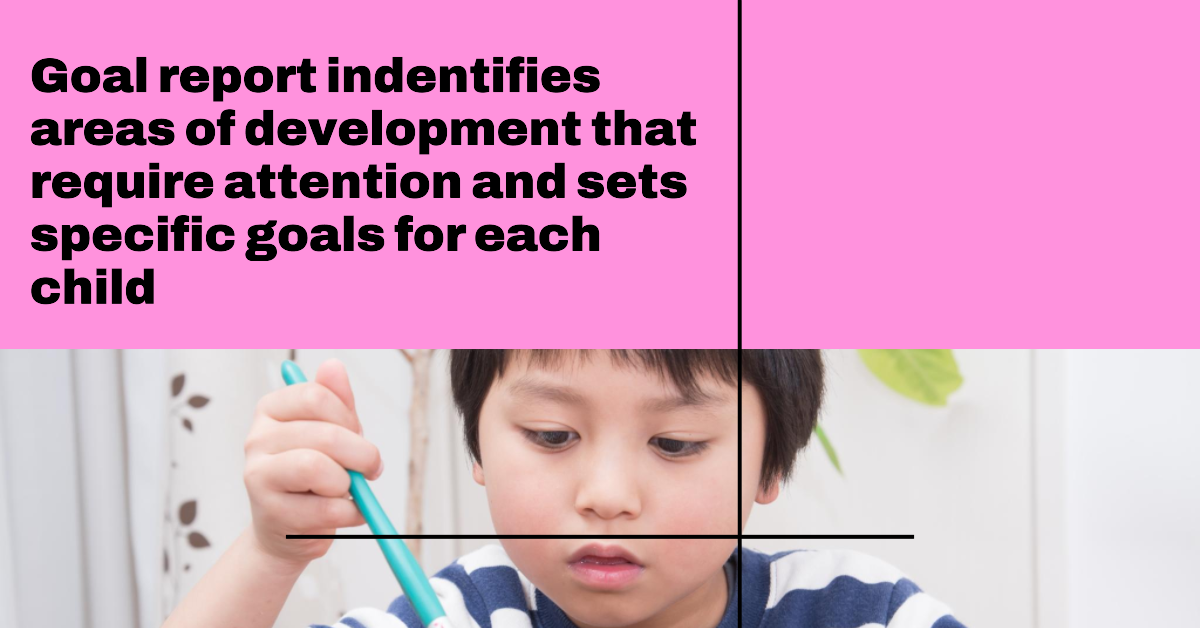 Goal report indentifies
areas of development that
require attention and sets
specific goals for each
child